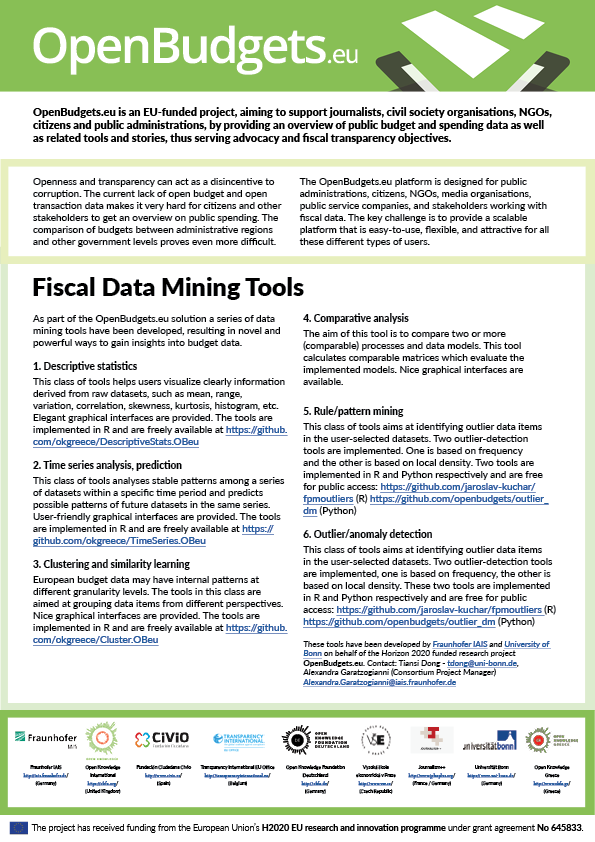 OpenBudgets.eu
OpenBudgets.eu is an EU-funded project, aiming to support journalists, civil society organisations, NGOs,
citizens and public administrations, by providing an overview of public budget and spending data as well
as related tools and stories, thus serving advocacy and fiscal transparency objectives.
Openness and transparency can act as a disincentive to
corruption. The current lack of open budget and open
transaction data makes it very hard for citizens and other
stakeholders to get an overview on public spending. The
comparison of budgets between administrative regions
and other government levels proves even more difficult.
The OpenBudgets.eu platform is designed for public
administrations, citizens, NGOs, media organisations,
public service companies, and stakeholders working with
fiscal data. The key challenge is to provide a scalable
platform that is easy-to-use, flexible, and attractive for all
these different types of users.
Fiscal Data Mining Tools
As part of the OpenBudgets.eu solution a series of data
mining tools have been developed, resulting in novel and
powerful ways to gain insights into budget data.
1. Descriptive statistics
This class of tools helps users visualize clearly information
derived from raw datasets, such as mean, range,
variation, correlation, skewness, kurtosis, histogram, etc.
Elegant graphical interfaces are provided. The tools are
implemented in R and are freely available at https://github.
com/okgreece/DescriptiveStats.OBeu
2. Time series analysis, prediction
This class of tools analyses stable patterns among a series
of datasets within a specific time period and predicts
possible patterns of future datasets in the same series.
User-friendly graphical interfaces are provided. The tools
are implemented in R and are freely available at https://
github.com/okgreece/TimeSeries.OBeu
3. Clustering and similarity learning
European budget data may have internal patterns at
different granularity levels. The tools in this class are
aimed at grouping data items from different perspectives.
Nice graphical interfaces are provided. The tools are
implemented in R and are freely available at https://github.
com/okgreece/Cluster.OBeu
4. Comparative analysis
The aim of this tool is to compare two or more
(comparable) processes and data models. This tool
calculates comparable matrices which evaluate the
implemented models. Nice graphical interfaces are
available.
5. Rule/pattern mining
This class of tools aims at identifying outlier data items
in the user-selected datasets. Two outlier-detection
tools are implemented. One is based on frequency
and the other is based on local density. Two tools are
implemented in R and Python respectively and are free
for public access: https://github.com/jaroslav-kuchar/
fpmoutliers (R) https://github.com/openbudgets/outlier_
dm (Python)
6. Outlier/anomaly detection
This class of tools aims at identifying outlier data items
in the user-selected datasets. Two outlier-detection tools
are implemented, one is based on frequency, the other is
based on local density. These two tools are implemented
in R and Python respectively and are free for public
access: https://github.com/jaroslav-kuchar/fpmoutliers (R)
https://github.com/openbudgets/outlier_dm (Python)
These tools have been developed by Fraunhofer IAIS and University of
Bonn on behalf of the Horizon 2020 funded research project
OpenBudgets.eu. Contact: Tiansi Dong - tdong@uni-bonn.de,
Alexandra Garatzogianni (Consortium Project Manager)
Alexandra.Garatzogianni@iais.fraunhofer.de
Fraunhofer
IAIS
CIVIO
Fundación Ciudadana
TRANSPARENCY
INTERNATIONAL
OPEN
KNOWLEDGE
FOUNDATION
DEUTSCHLAND
universitätbonn
OPEN
KNOWLEDGE
GREECE
Fraunhofer IAIS
(Germany)
Open Knowledge
International
(United Kingdom)
Fundación Ciudadana Civio
(Spain)
Transparency International EU Office
(Belgium)
Open Knowledge Foundation
Deutschland
(Germany)
Vysoká škola
ekonomická v Praze
(Czech Republic)
Journalism++
(France / Germany)
Universität Bonn
(Germany)
Open Knowledge
Greece
(Greece)
The project has received funding from the European Union's H2020 EU research and innovation programme under grant agreement No 645833.